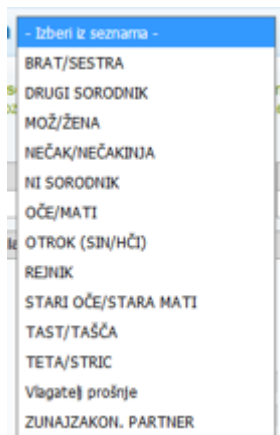 - Izberi iz seznama -
BRAT/SESTRA
DRUGI SORODNIK
MOŽ/ŽENA
NEČAK/NEČAKINJA
NI SORODNIK
OČE/MATI
OTROK (SIN/HČI)
REJNIK
STARI OČE/STARA MATI
TAST/TAŠČA
TETA/STRIC
Vlagatelj prošnje
ZUNAJZAKON. PARTNER